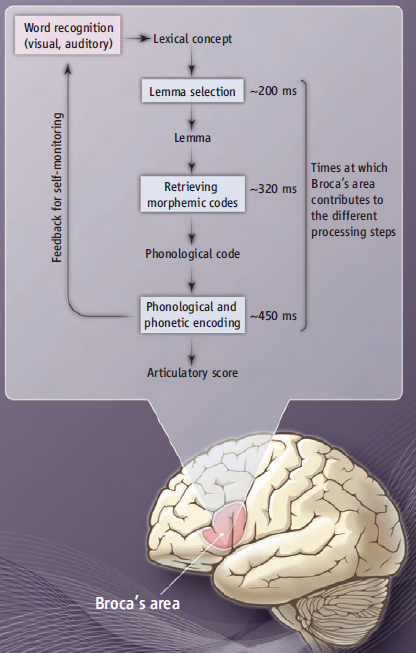 Word recognition
(visual, auditory)
Lexical concept
Lemma selection
~200 ms
Lemma
Retrieving
morphemic codes
~320 ms
Times at which
Broca's area
contributes to
the different
processing steps
Feedback for self-monitoring
Phonological code
Phonological and
phonetic encoding
~450 ms
Articulatory score
Broca's area